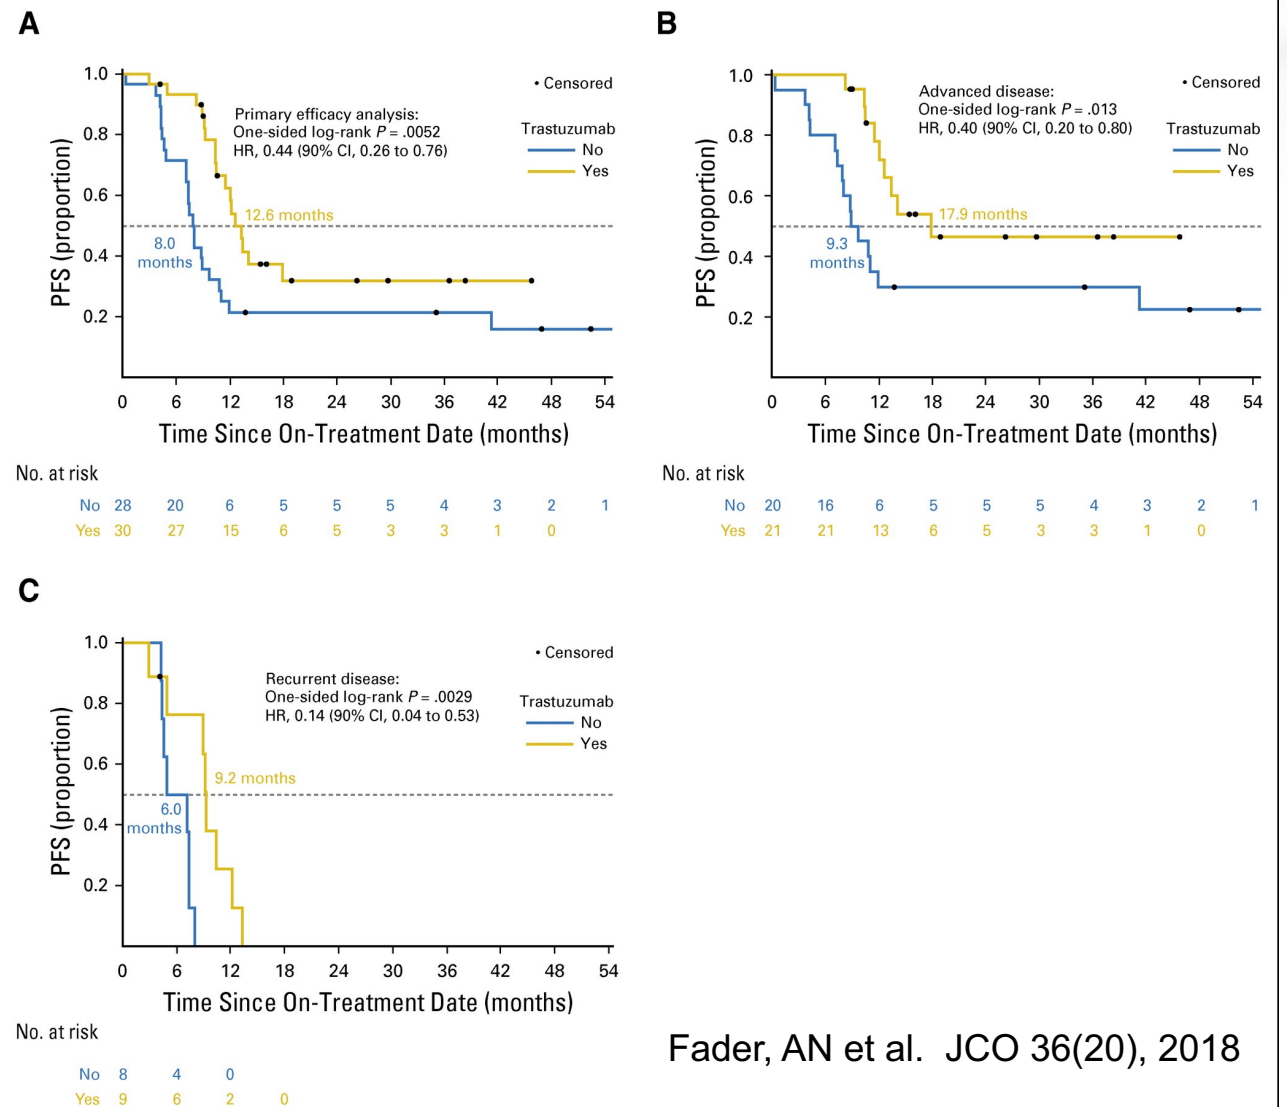 A
1.0
0.8
0.6
0.4
0.2
PFS (proportion)
Primary efficacy analysis:
One-sided log-rank P = .0052
HR, 0.44 (90% CI, 0.26 to 0.76)
• Censored
Trastuzumab
No
Yes
12.6 months
8.0
months
0 6 12 18 24 30 36 42 48 54
Time Since On-Treatment Date (months)
No. at risk
No 28 20 6 5 5 5 4 3 2 1
Yes 30 27 15 6 5 3 3 1 0
B
1.0
0.8
0.6
0.4
0.2
PFS (proportion)
Advanced disease:
One-sided log-rank P = .013
HR, 0.40 (90% CI, 0.20 to 0.80)
• Censored
Trastuzumab
No
Yes
17.9 months
9.3
months
0 6 12 18 24 30 36 42 48 54
Time Since On-Treatment Date (months)
No. at risk
No 20 16 6 5 5 5 4 3 2 1
Yes 21 21 13 6 5 3 3 1 0
C
1.0
0.8
0.6
0.4
0.2
PFS (proportion)
Recurrent disease:
One-sided log-rank P = .0029
HR, 0.14 (90% CI, 0.04 to 0.53)
• Censored
Trastuzumab
No
Yes
9.2 months
6.0
months
0 6 12 18 24 30 36 42 48 54
Time Since On-Treatment Date (months)
No. at risk
No 8 4 0
Yes 9 6 2 0
Fader, AN et al. JCO 36(20), 2018